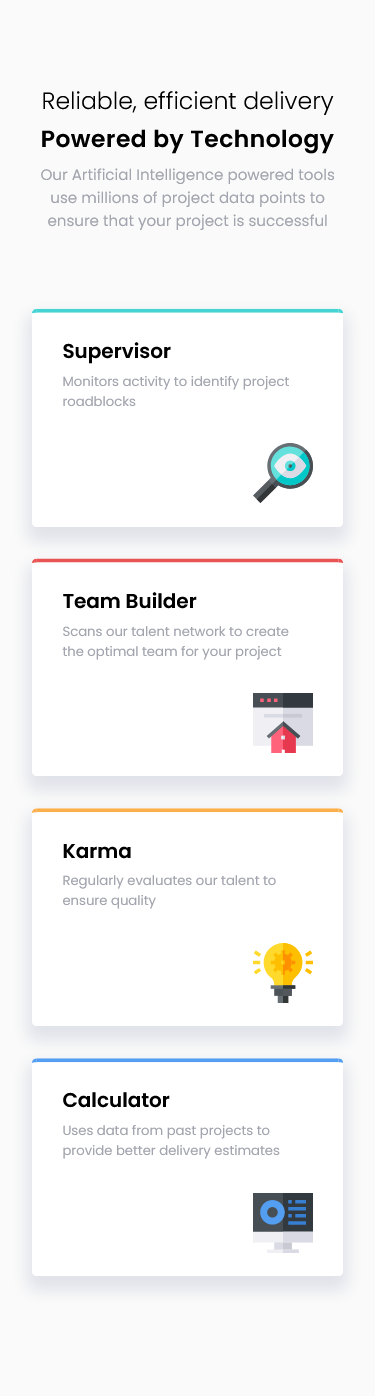 Reliable, efficient delivery
Powered by Technology
Our Artificial Intelligence powered tools
use millions of project data points to
ensure that your project is successful
Supervisor
Monitors activity to identify project
roadblocks
Team Builder
Scans our talent network to create
the optimal team for your project
Karma
Regularly evaluates our talent to
ensure quality
Calculator
Uses data from past projects to
provide better delivery estimates